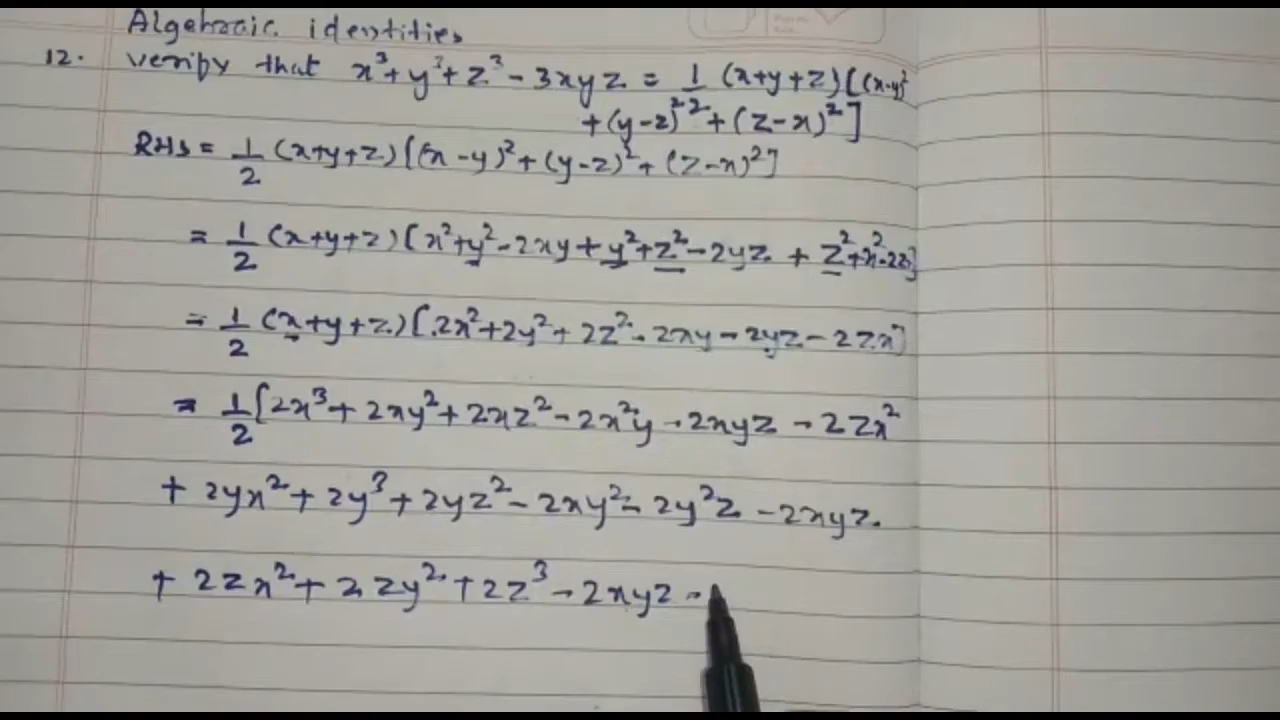 Algebraic identities
12. verify that x³+y³+z³-3xyz = 1 (x+y+z)[(x-y)²
2 +(y-z)²+(z-x)²]
RHS = 1/2 (x+y+z)[(x-y)²+(y-z)²+(z-x)²]
= 1/2 (x+y+z)[x²+y²-2xy+y²+z²-2yz+z²+x²-2zx]
= 1/2 (x+y+z)[2x²+2y²+2z²-2xy-2yz-2zx]
= 1/2 [2x³+2xy²+2xz²-2x²y-2xyz-2zx²
+ 2yx²+2y³+2yz²-2xy²-2y²z-2xyz
+ 2zx²+2zy²+2z³-2xyz-